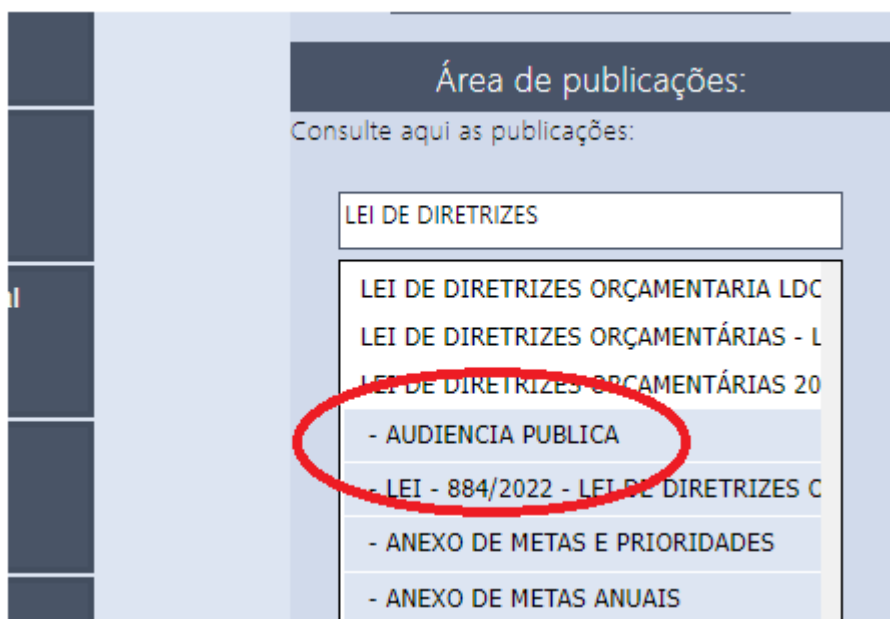 Área de publicações:
Consulte aqui as publicações:
LEI DE DIRETRIZES
LEI DE DIRETRIZES ORÇAMENTARIA LDO
LEI DE DIRETRIZES ORÇAMENTÁRIAS - L
LEI DE DIRETRIZES ORÇAMENTÁRIAS 20
- AUDIENCIA PUBLICA
- LEI - 884/2022 - LEI DE DIRETRIZES O
- ANEXO DE METAS E PRIORIDADES
- ANEXO DE METAS ANUAIS